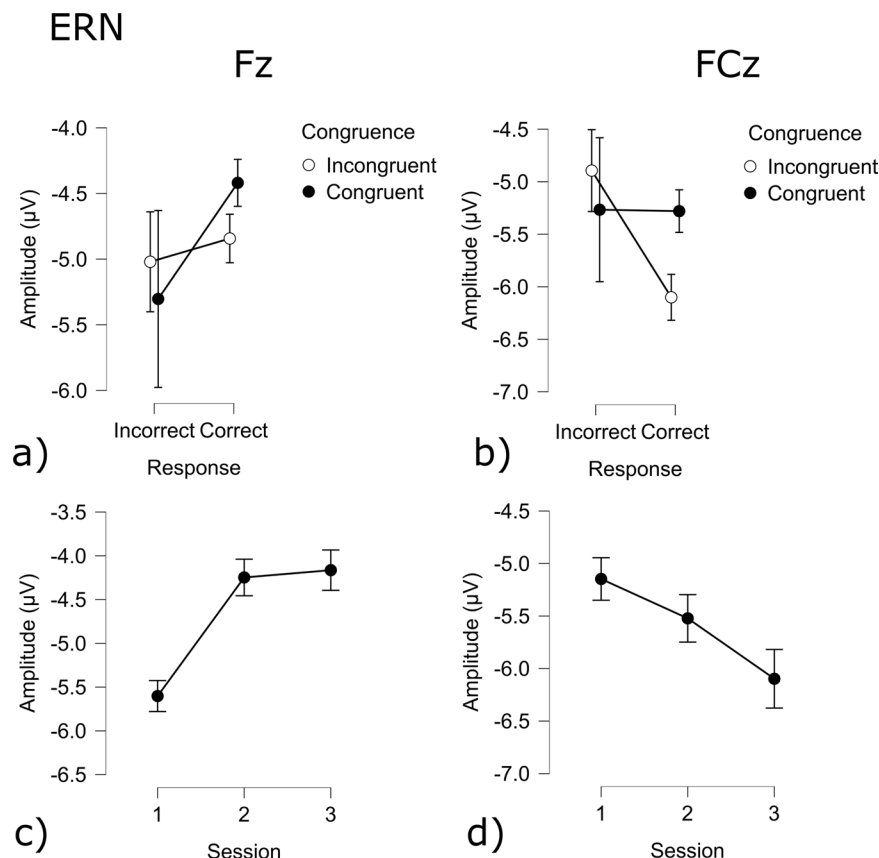 ERN
Fz
FCz
-4.0
-4.5
-5.0
-5.5
-6.0
Amplitude (µV)
Congruence
Incongruent
Congruent
Incorrect Correct
a)
Response
-4.5
-5.0
-5.5
-6.0
-6.5
-7.0
Amplitude (µV)
Congruence
Incongruent
Congruent
Incorrect Correct
b)
Response
-3.5
-4.0
-4.5
-5.0
-5.5
-6.0
-6.5
Amplitude (µV)
1 2 3
c)
Session
-4.5
-5.0
-5.5
-6.0
-6.5
-7.0
Amplitude (µV)
1 2 3
d)
Session